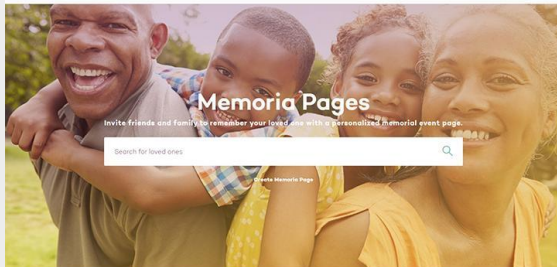 Memoria Pages
Invite friends and family to remember your loved one with a personalized memorial event page.
Search for loved ones
Create Memoria Page